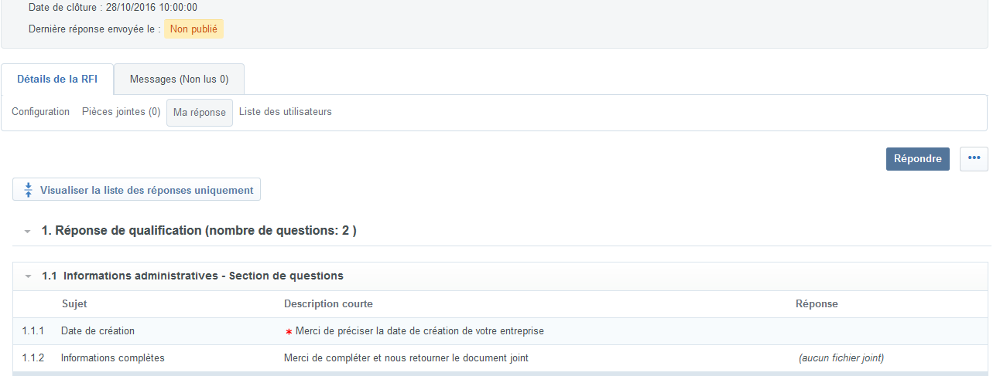 Date de clôture : 28/10/2016 10:00:00
Dernière réponse envoyée le : Non publié
Détails de la RFI Messages (Non lus 0)
Configuration Pièces jointes (0) Ma réponse Liste des utilisateurs
Répondre •••
Visualiser la liste des réponses uniquement
1. Réponse de qualification (nombre de questions: 2 )
1.1 Informations administratives - Section de questions
Sujet Description courte Réponse
1.1.1 Date de création * Merci de préciser la date de création de votre entreprise
1.1.2 Informations complètes Merci de compléter et nous retourner le document joint (aucun fichier joint)